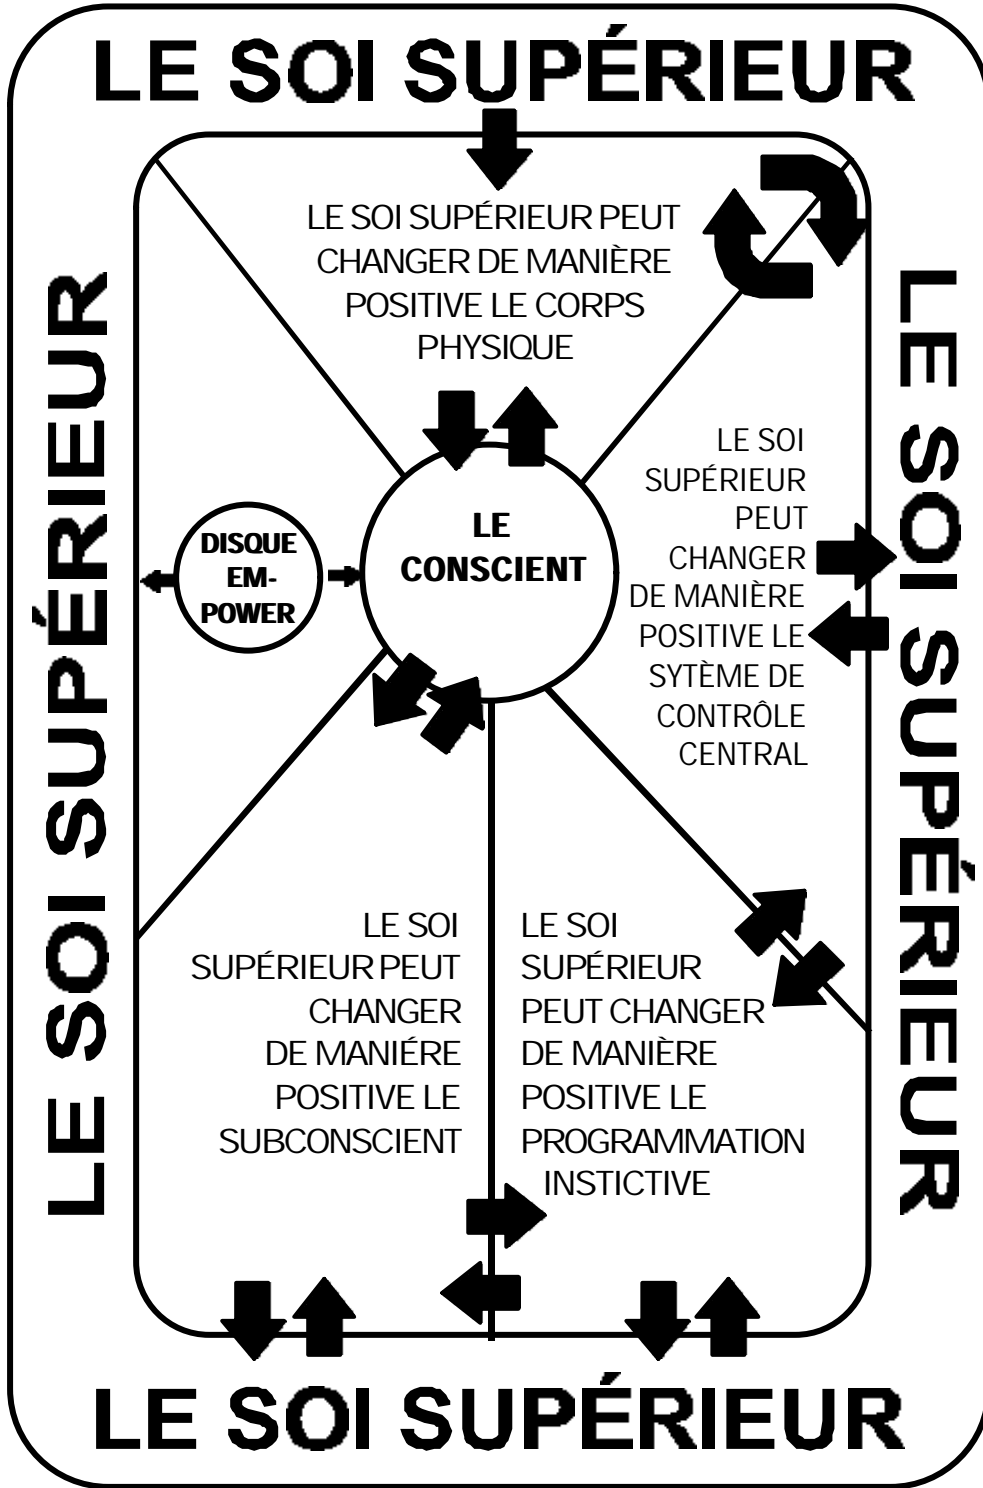 LE SOI SUPÉRIEUR
LE SOI SUPÉRIEUR PEUT
CHANGER DE MANIÈRE
POSITIVE LE CORPS
PHYSIQUE
LE SOI SUPÉRIEUR
DISQUE
EM-
POWER
LE
CONSCIENT
LE SOI
SUPÉRIEUR
PEUT
CHANGER
DE MANIÈRE
POSITIVE LE
SYTÈME DE
CONTRÔLE
CENTRAL
LE SOI SUPÉRIEUR
LE SOI
SUPÉRIEUR PEUT
CHANGER
DE MANIÉRE
POSITIVE LE
SUBCONSCIENT
LE SOI
SUPÉRIEUR
PEUT CHANGER
DE MANIÈRE
POSITIVE LE
PROGRAMMATION
INSTICTIVE
LE SOI SUPÉRIEUR